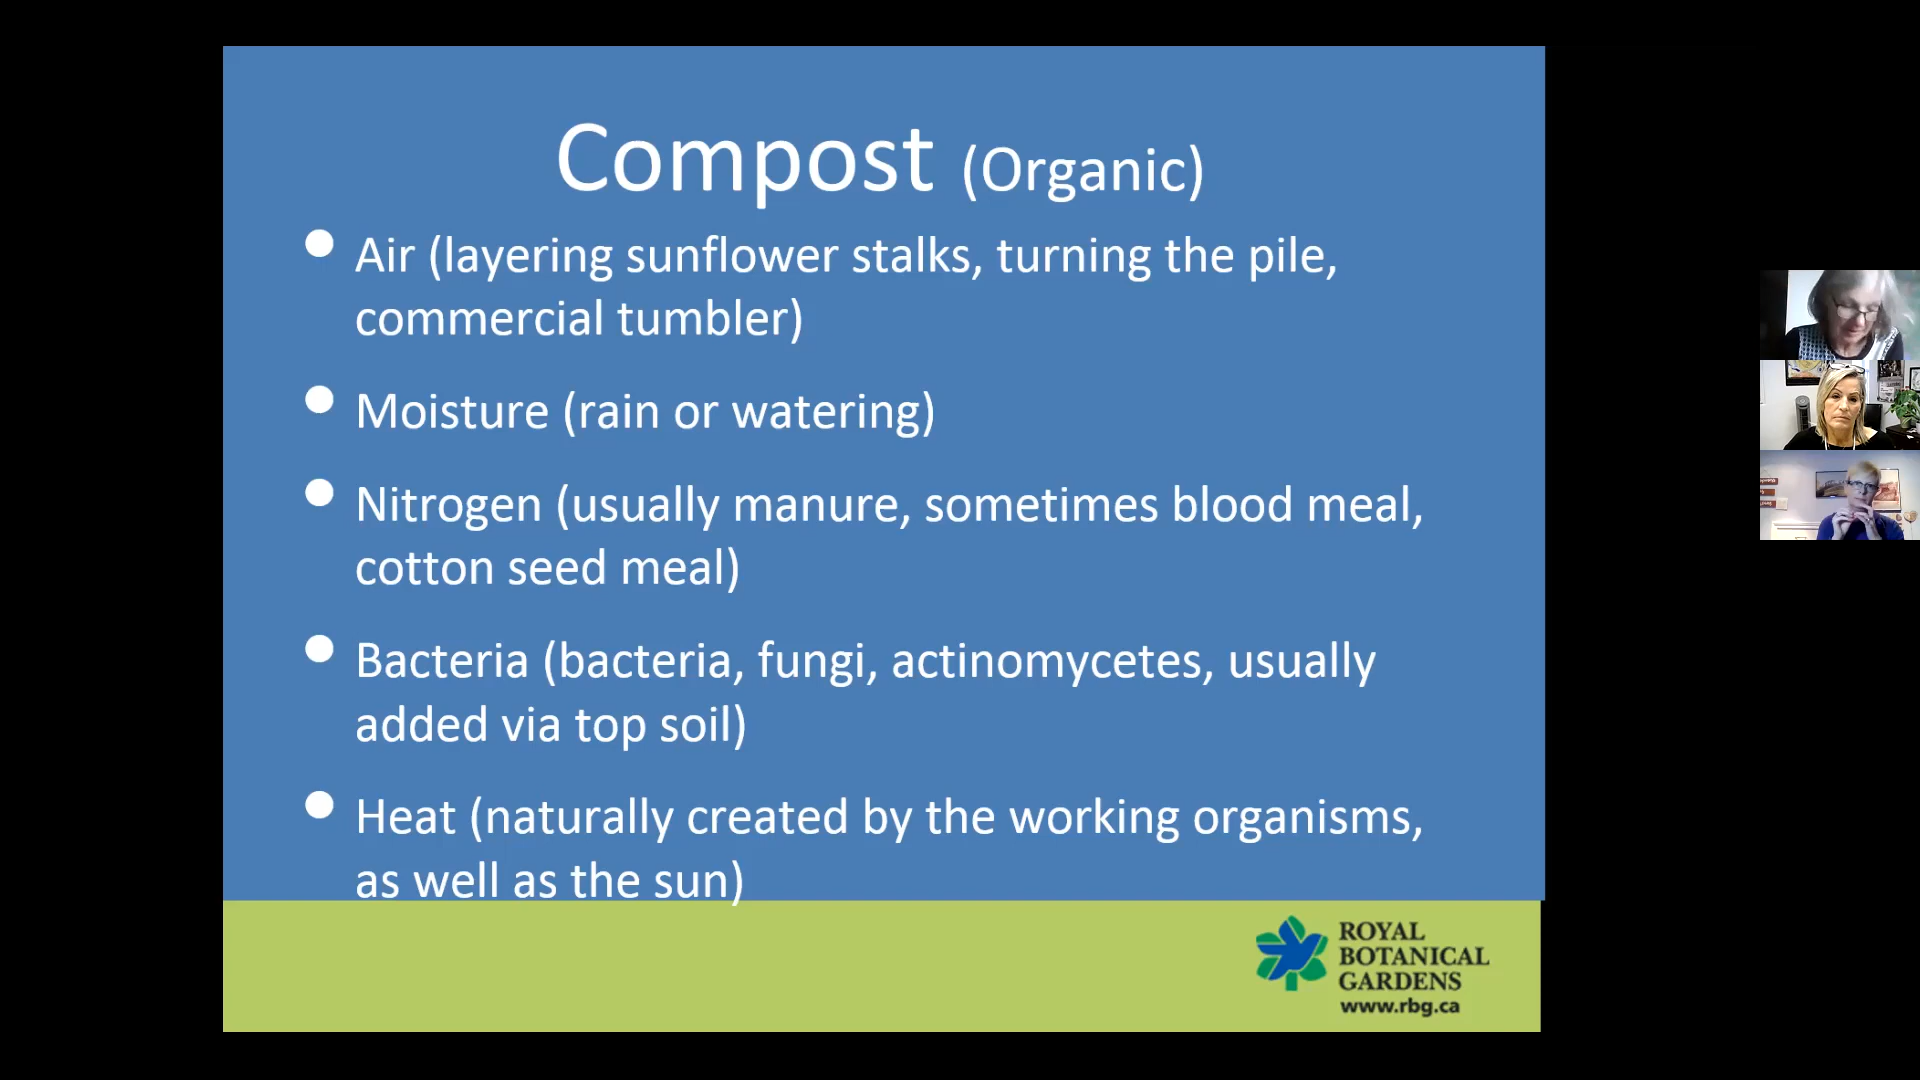 Compost (Organic)
Air (layering sunflower stalks, turning the pile,
commercial tumbler)
Moisture (rain or watering)
Nitrogen (usually manure, sometimes blood meal,
cotton seed meal)
Bacteria (bacteria, fungi, actinomycetes, usually
added via top soil)
Heat (naturally created by the working organisms,
as well as the sun)
ROYAL
BOTANICAL
GARDENS
www.rbg.ca